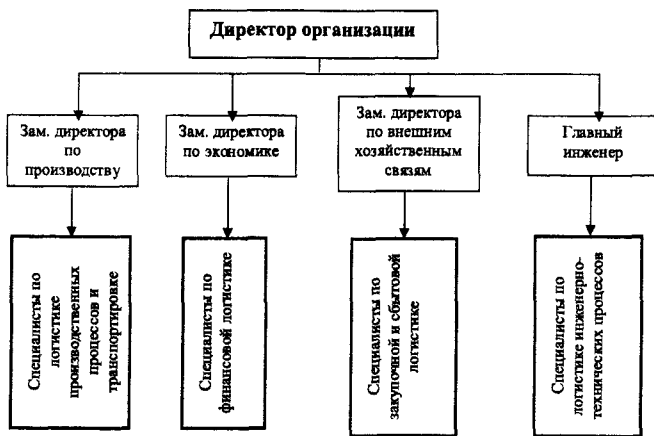 Директор организации
Зам. директора
по
производству
Зам. директора
по экономике
Зам. директора
по внешним
хозяйственным
связям
Главный
инженер
Специалисты по
логистике
производственных
процессов и
транспортировке
Специалисты по
финансовой логистике
Специалисты по
закупочной и сбытовой
логистике
Специалисты по
логистике инженерно-
технических процессов